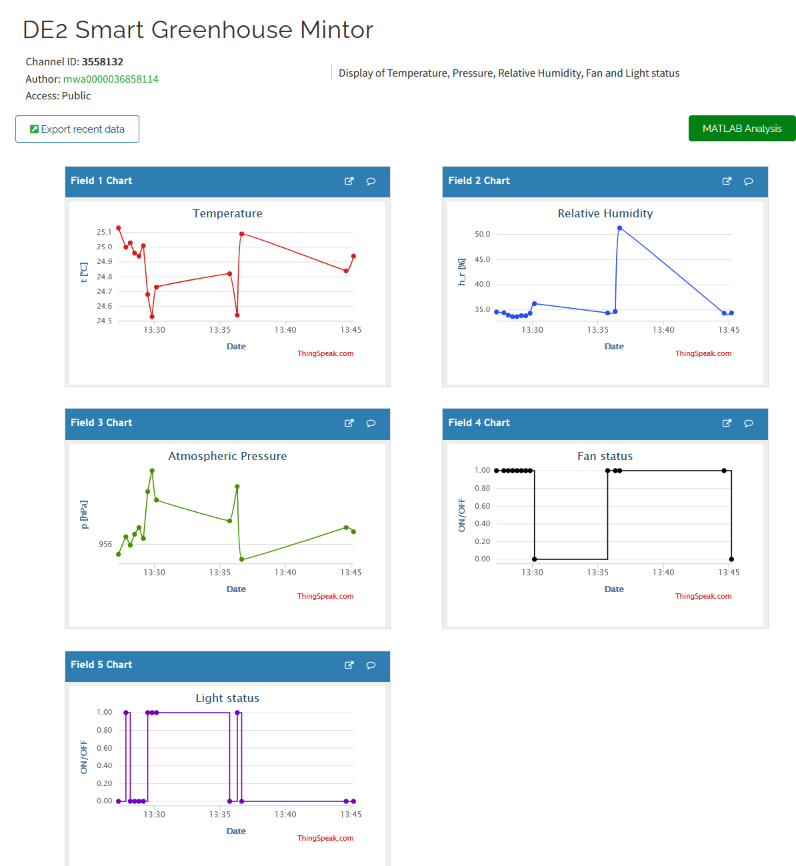 DE2 Smart Greenhouse Mintor
Channel ID: 3558132
Author: mwa0000036858114
Access: Public
Display of Temperature, Pressure, Relative Humidity, Fan and Light status
Export recent data
MATLAB Analysis
Field 1 Chart
Temperature
t [°C]
25.1
25.0
24.9
24.8
24.7
24.6
24.5
13:30 13:35 13:40 13:45
Date
ThingSpeak.com
Field 2 Chart
Relative Humidity
h_r [%]
50.0
45.0
40.0
35.0
13:30 13:35 13:40 13:45
Date
ThingSpeak.com
Field 3 Chart
Atmospheric Pressure
p [hPa]
956
13:30 13:35 13:40 13:45
Date
ThingSpeak.com
Field 4 Chart
Fan status
ON/OFF
1.00
0.80
0.60
0.40
0.20
0.00
13:30 13:35 13:40 13:45
Date
ThingSpeak.com
Field 5 Chart
Light status
ON/OFF
1.00
0.80
0.60
0.40
0.20
0.00
13:30 13:35 13:40 13:45
Date
ThingSpeak.com